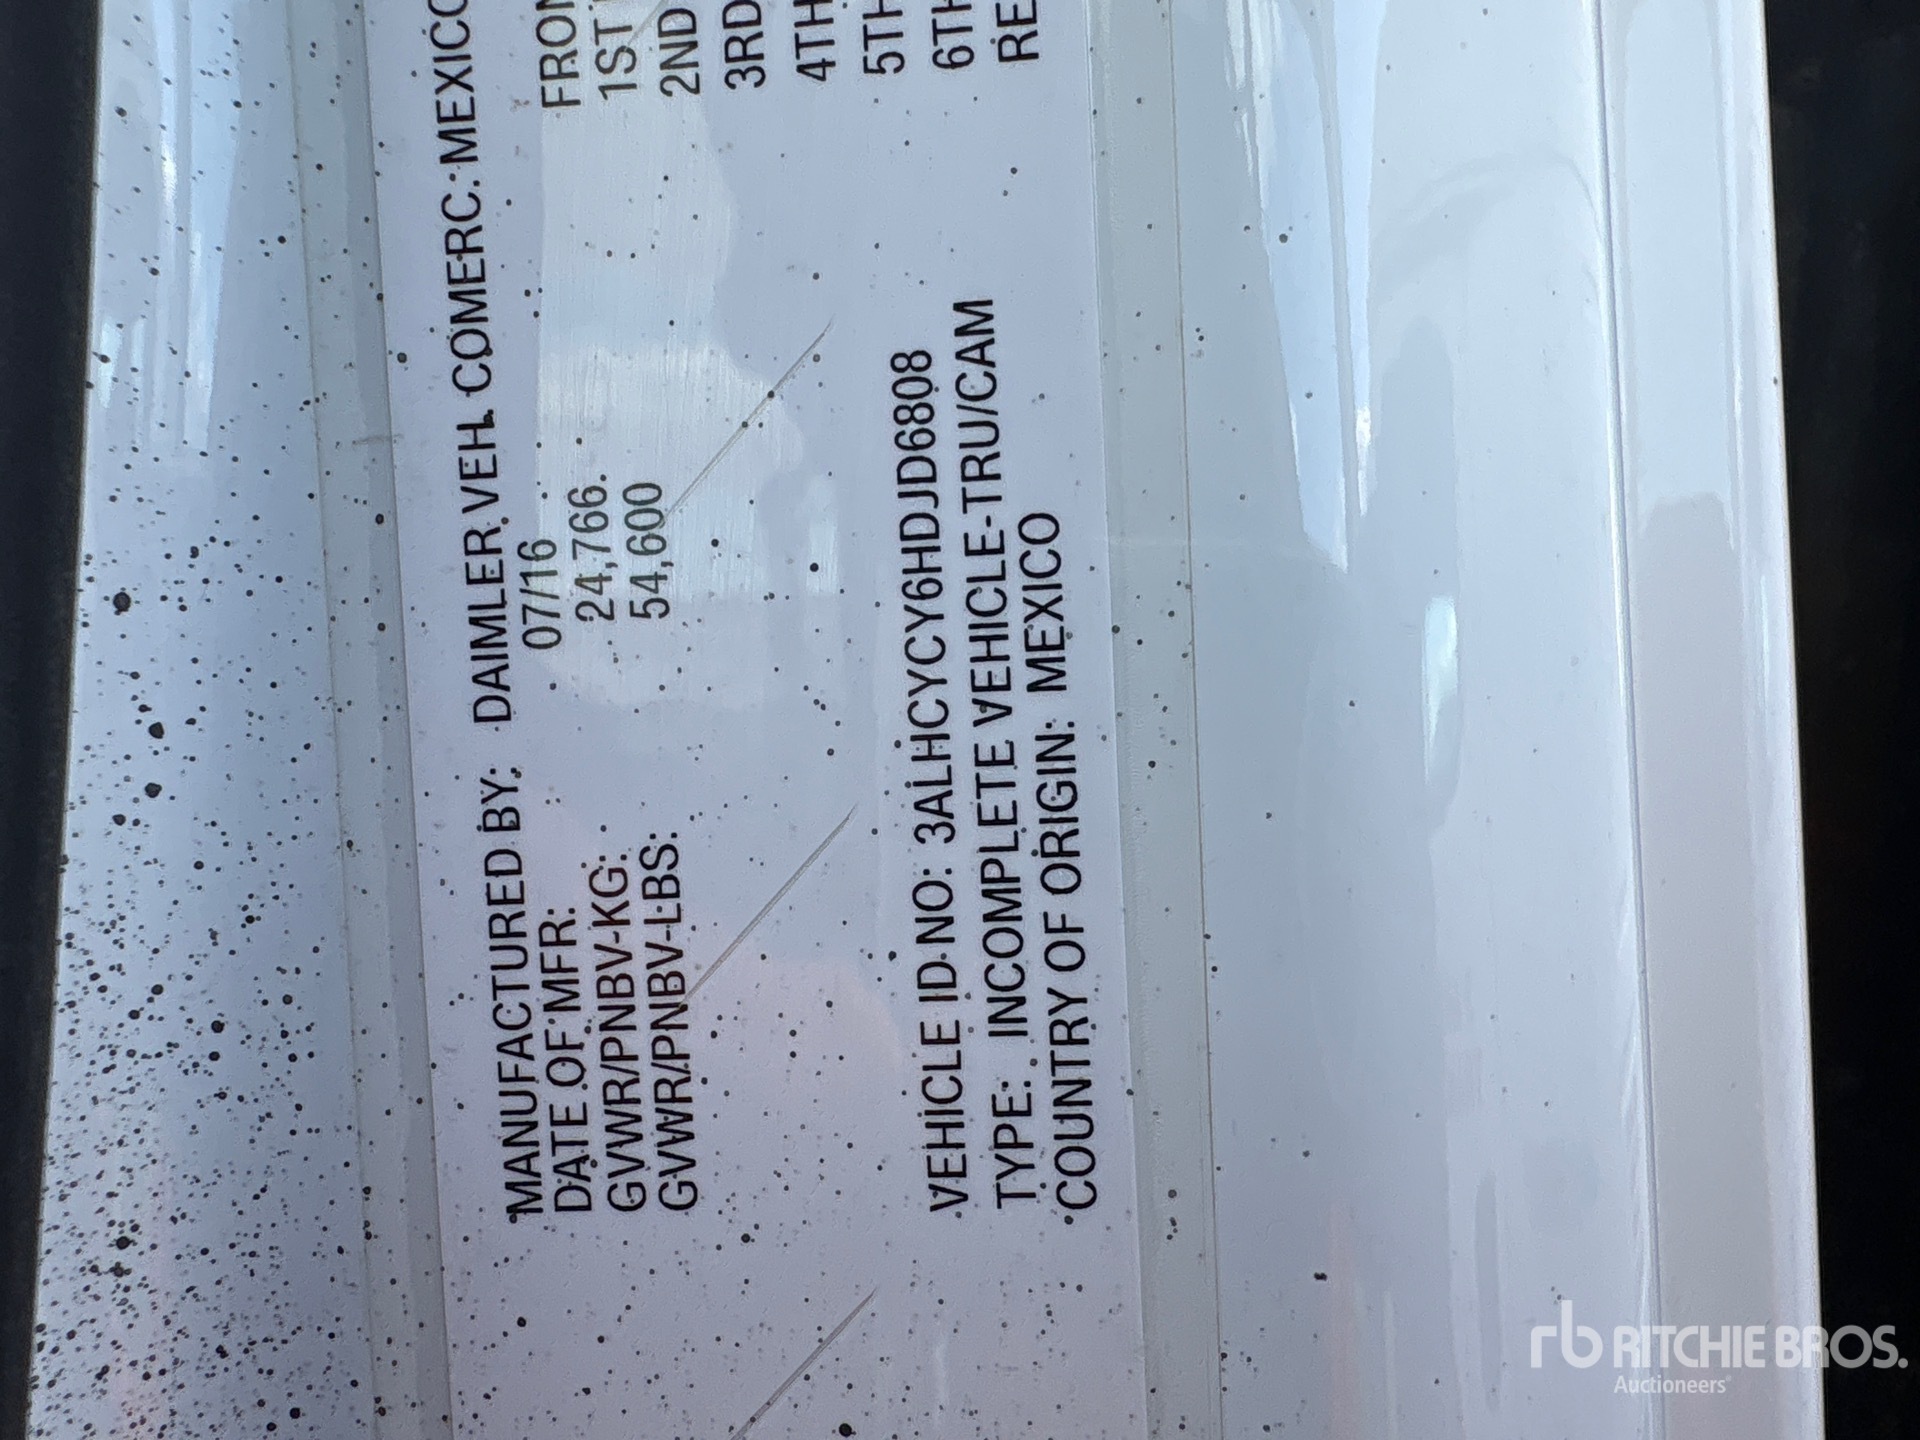 MANUFACTURED BY: DAIMLER VEH. COMERC. MEXICO
DATE OF MFR: 07/16
GVWR/PNBV-KG: 24,766
GVWR/PNBV-LBS: 54,600
VEHICLE ID NO: 3ALHCYCY6HDJD6808
TYPE: INCOMPLETE VEHICLE-TRU/CAM
COUNTRY OF ORIGIN: MEXICO
FRON
1ST
2ND
3RD
4TH
5TH
6TH
RE
rb RITCHIE BROS.
Auctioneers